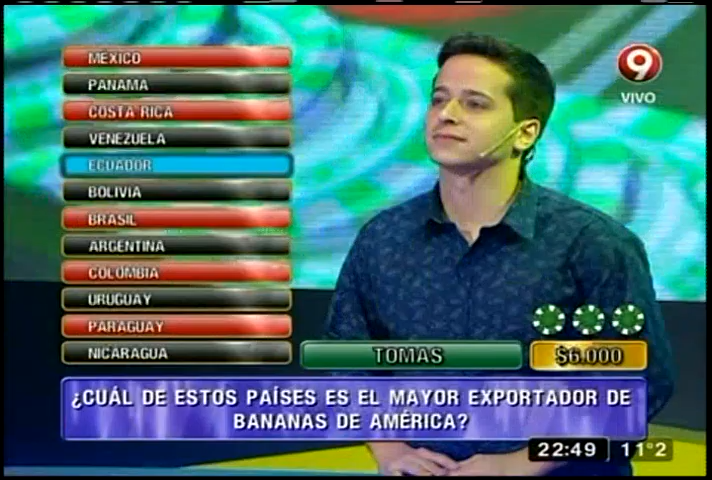 MÉXICO
PANAMA
COSTA RICA
VENEZUELA
ECUADOR
BOLIVIA
BRASIL
ARGENTINA
COLOMBIA
URUGUAY
PARAGUAY
NICARAGUA
9
VIVO
TOMAS
$6.000
¿CUÁL DE ESTOS PAÍSES ES EL MAYOR EXPORTADOR DE
BANANAS DE AMÉRICA?
22:49 11°2